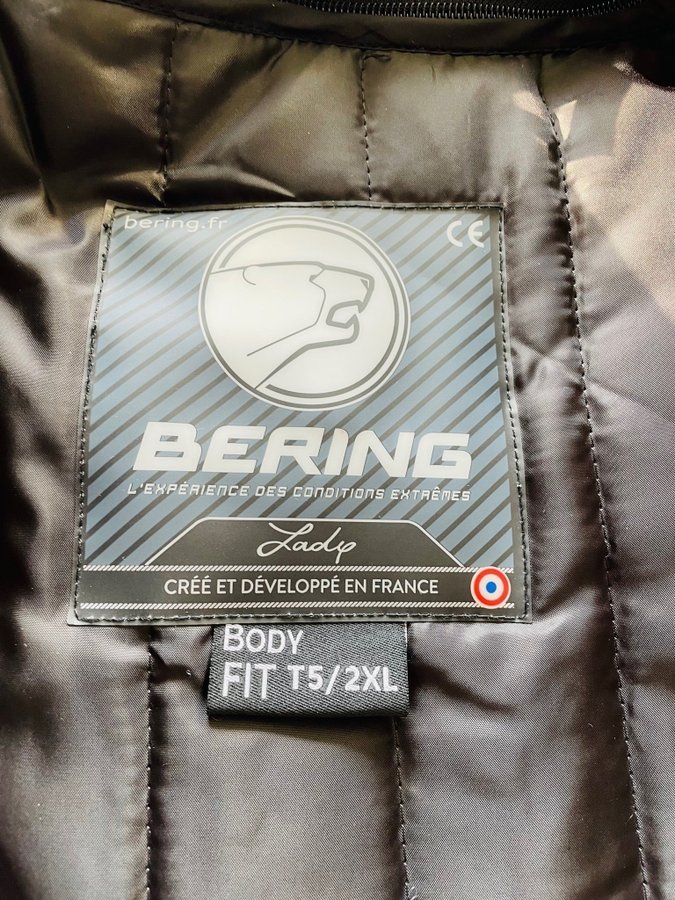 bering.fr
CE
BERING
L'EXPÉRIENCE DES CONDITIONS EXTRÊMES
Lady
CRÉÉ ET DÉVELOPPÉ EN FRANCE
BODY
FIT T5/2XL